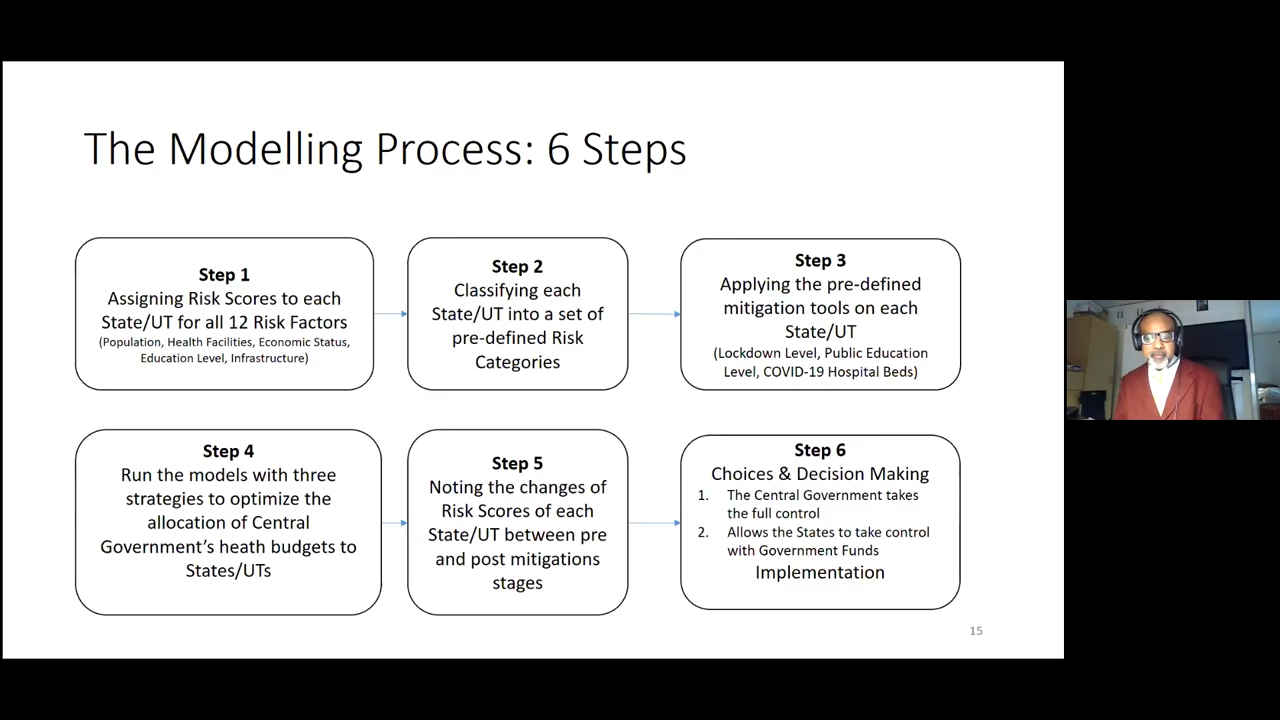 The Modelling Process: 6 Steps
Step 1
Assigning Risk Scores to each
State/UT for all 12 Risk Factors
(Population, Health Facilities, Economic Status,
Education Level, Infrastructure)
Step 2
Classifying each
State/UT into a set of
pre-defined Risk
Categories
Step 3
Applying the pre-defined
mitigation tools on each
State/UT
(Lockdown Level, Public Education
Level, COVID-19 Hospital Beds)
Step 4
Run the models with three
strategies to optimize the
allocation of Central
Government’s heath budgets to
States/UTs
Step 5
Noting the changes of
Risk Scores of each
State/UT between pre
and post mitigations
stages
Step 6
Choices & Decision Making
1. The Central Government takes
the full control
2. Allows the States to take control
with Government Funds
Implementation
15